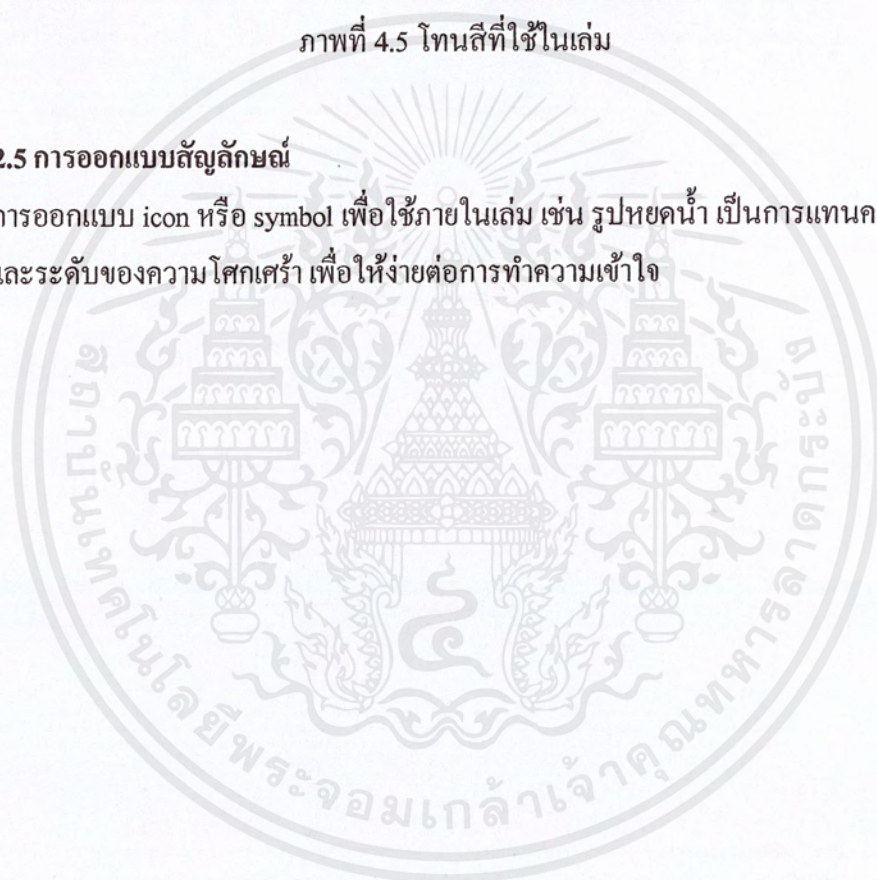 ภาพที่ 4.5 โทนสีที่ใช้ในเล่ม
2.5 การออกแบบสัญลักษณ์
การออกแบบ icon หรือ symbol เพื่อใช้ภายในเล่ม เช่น รูปหยดน้ำ เป็นการแทนค
และระดับของความโศกเศร้า เพื่อให้ง่ายต่อการทำความเข้าใจ
สถาบันเทคโนโลยีพระจอมเกล้าเจ้าคุณทหารลาดกระบัง
๔